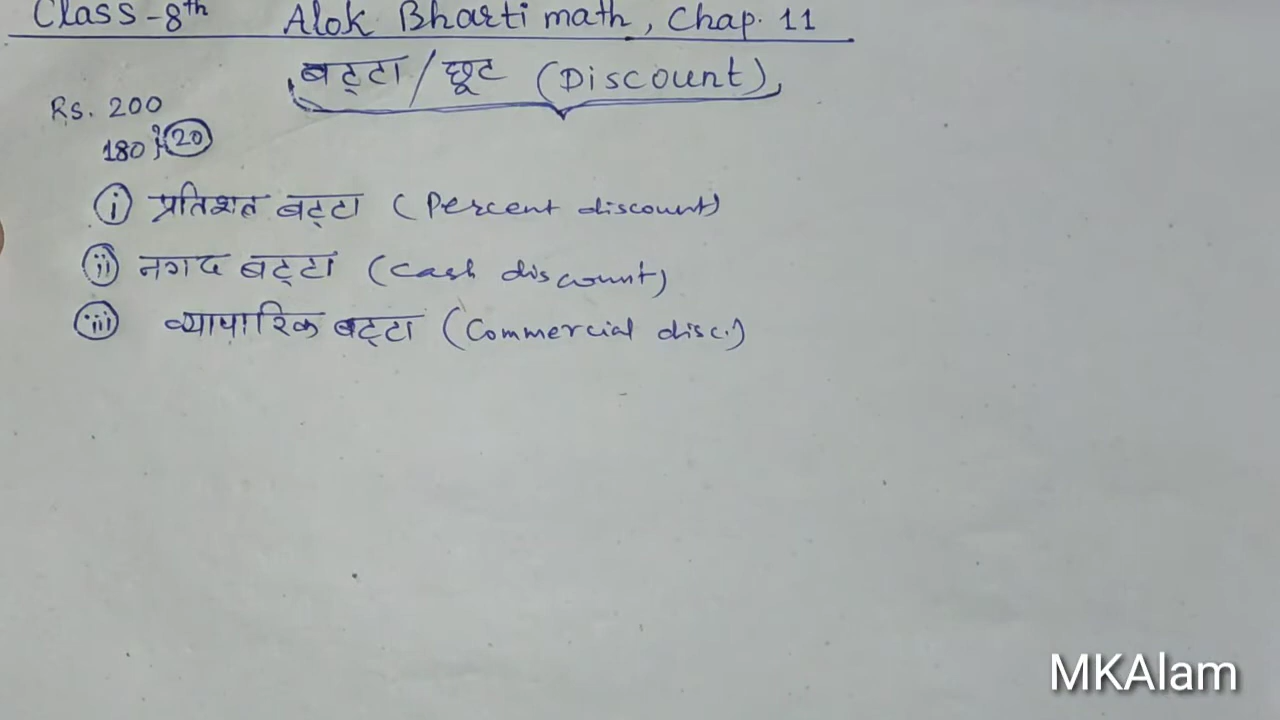 Class-8th Alok Bharti math, Chap. 11
बट्टा/छूट (Discount)
Rs. 200
180 } 20
(i) प्रतिशत बट्टा (Percent discount)
(ii) नगद बट्टा (Cash discount)
(iii) व्यापारिक बट्टा (Commercial disc.)
MKAlam